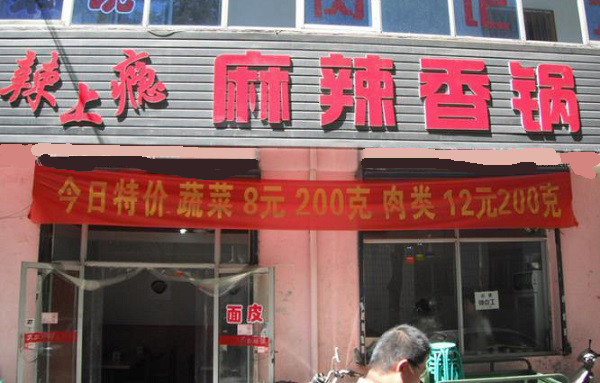 辣上瘾 麻辣香锅
今日特价 蔬菜 8元 200克 肉类 12元200克
面皮